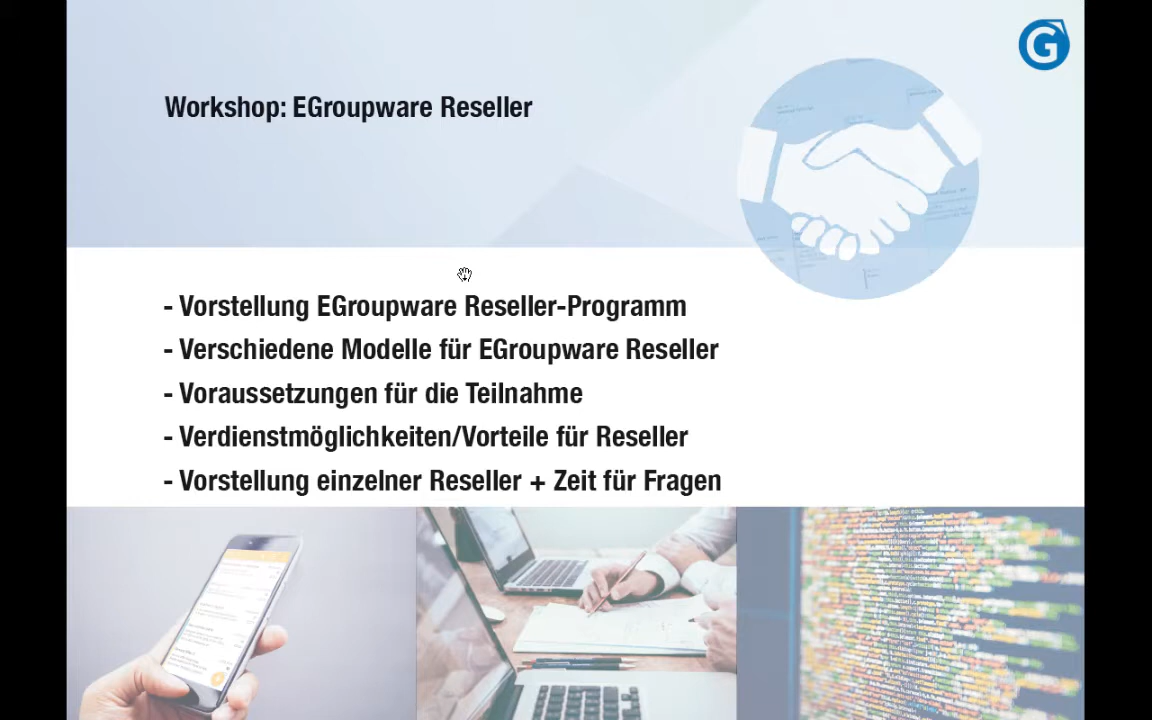 G
Workshop: EGroupware Reseller
- Vorstellung EGroupware Reseller-Programm
- Verschiedene Modelle für EGroupware Reseller
- Voraussetzungen für die Teilnahme
- Verdienstmöglichkeiten/Vorteile für Reseller
- Vorstellung einzelner Reseller + Zeit für Fragen